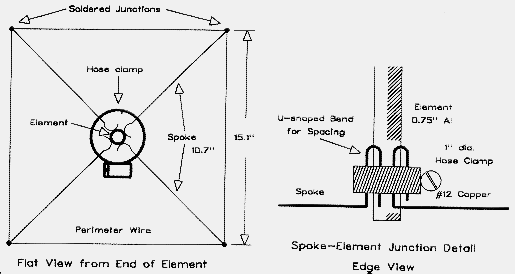 Soldered Junctions
Hose clamp
Element
Spoke
10.7"
15.1"
Perimeter Wire
Flat View from End of Element
U-shaped Bend
for Spacing
Element
0.75" Al
1" dia.
Hose Clamp
Spoke
#12 Copper
Spoke-Element Junction Detail
Edge View